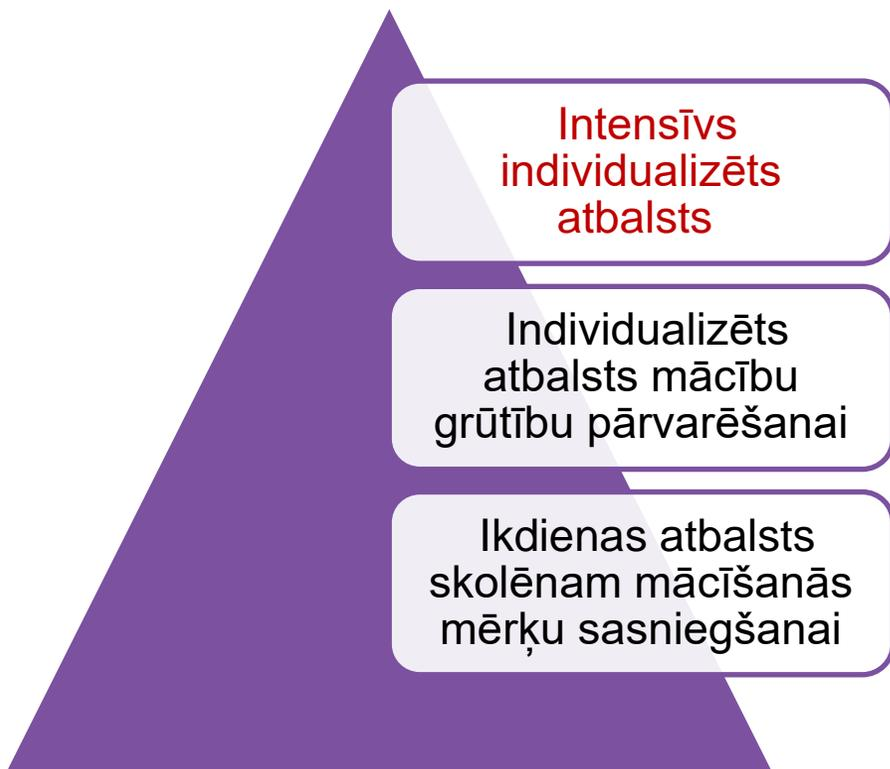 Intensīvs
individualizēts
atbalsts
Individualizēts
atbalsts mācību
grūtību pārvarēšanai
Ikdienas atbalsts
skolēnam mācīšanās
mērķu sasniegšanai